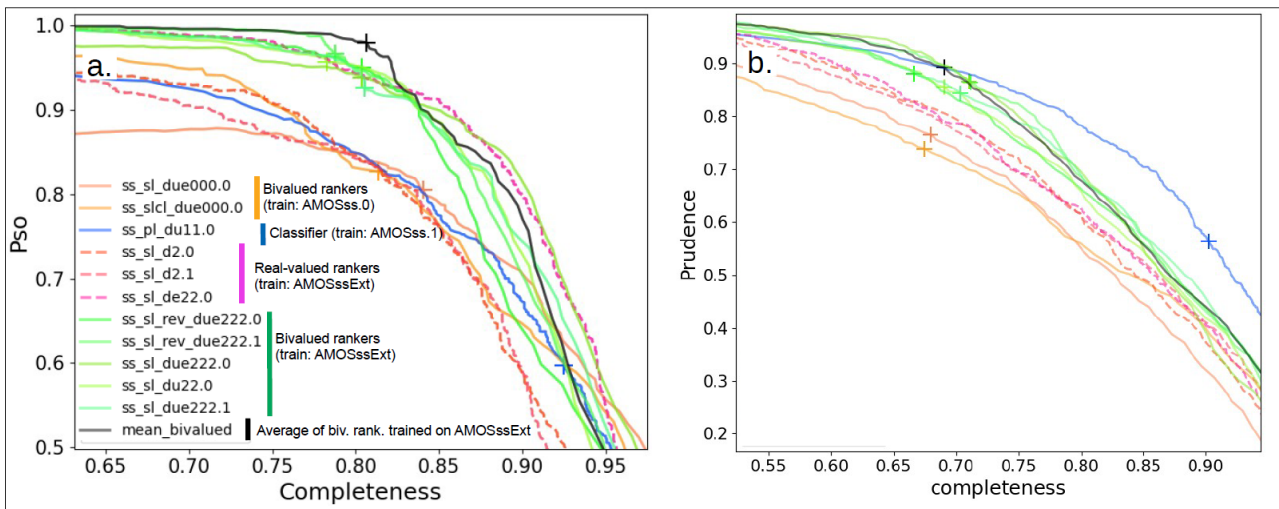 a.
Pso
1.0
0.9
0.8
0.7
0.6
0.5
ss_sl_due000.0
ss_slcl_due000.0
ss_pl_du11.0
ss_sl_d2.0
ss_sl_d2.1
ss_sl_de22.0
ss_sl_rev_due222.0
ss_sl_rev_due222.1
ss_sl_due222.0
ss_sl_du22.0
ss_sl_due222.1
mean_bivalued
Bivalued rankers
(train: AMOSss.0)
Classifier (train: AMOSss.1)
Real-valued rankers
(train: AMOSssExt)
Bivalued rankers
(train: AMOSssExt)
Average of biv. rank. trained on AMOSssExt
0.65 0.70 0.75 0.80 0.85 0.90 0.95
Completeness
b.
Prudence
0.9
0.8
0.7
0.6
0.5
0.4
0.3
0.2
0.55 0.60 0.65 0.70 0.75 0.80 0.85 0.90
completeness